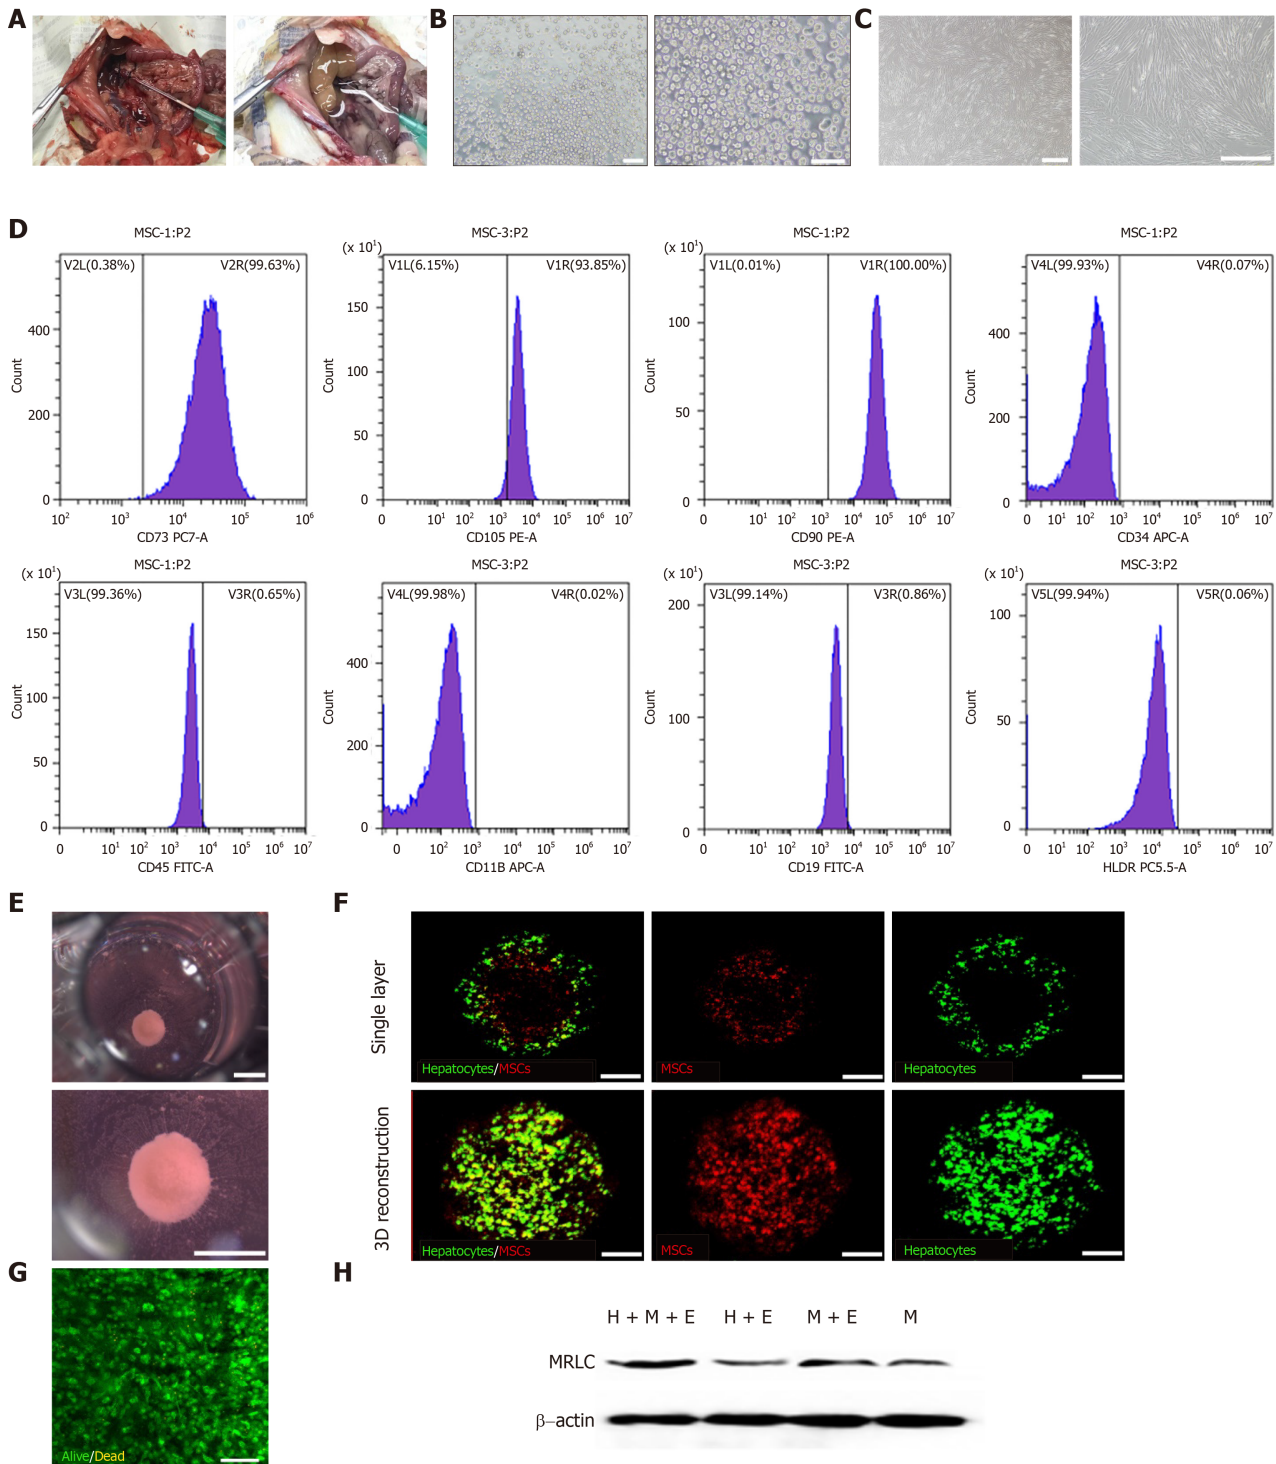 A
B
C
D
MSC-1:P2
V2L(0.38%) V2R(99.63%)
Count
400
200
0
10² 10³ 10⁴ 10⁵ 10⁶
CD73 PC7-A
MSC-3:P2
(x 10¹)
V1L(6.15%) V1R(93.85%)
Count
150
100
50
0
0 10¹ 10² 10³ 10⁴ 10⁵ 10⁶ 10⁷
CD105 PE-A
MSC-1:P2
(x 10¹)
V1L(0.01%) V1R(100.00%)
Count
100
50
0
0 10¹ 10² 10³ 10⁴ 10⁵ 10⁶ 10⁷
CD90 PE-A
MSC-1:P2
V4L(99.93%) V4R(0.07%)
Count
400
200
0
0 10¹ 10² 10³ 10⁴ 10⁵ 10⁶ 10⁷
CD34 APC-A
MSC-1:P2
(x 10¹)
V3L(99.36%) V3R(0.65%)
Count
150
100
50
0
0 10¹ 10² 10³ 10⁴ 10⁵ 10⁶ 10⁷
CD45 FITC-A
MSC-3:P2
V4L(99.98%) V4R(0.02%)
Count
400
200
0
0 10¹ 10² 10³ 10⁴ 10⁵ 10⁶ 10⁷
CD11B APC-A
MSC-3:P2
(x 10¹)
V3L(99.14%) V3R(0.86%)
Count
200
100
0
0 10¹ 10² 10³ 10⁴ 10⁵ 10⁶ 10⁷
CD19 FITC-A
MSC-3:P2
(x 10¹)
V5L(99.94%) V5R(0.06%)
Count
100
50
0
0 10¹ 10² 10³ 10⁴ 10⁵ 10⁶ 10⁷
HLDR PC5.5-A
E
F
Single layer
Hepatocytes/MSCs
MSCs
Hepatocytes
3D reconstruction
Hepatocytes/MSCs
MSCs
Hepatocytes
G
Alive/Dead
H
H + M + E H + E M + E M
MRLC
β–actin